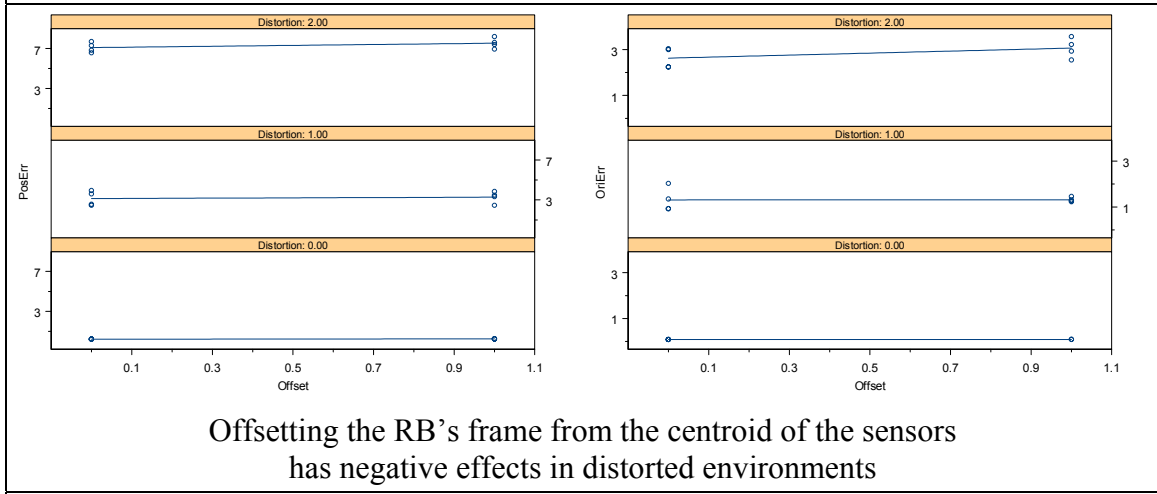 Distortion: 2.00
7
3
Distortion: 1.00
PosErr
7
3
Distortion: 0.00
7
3
0.1 0.3 0.5 0.7 0.9 1.1
Offset
Distortion: 2.00
3
1
Distortion: 1.00
OriErr
3
1
Distortion: 0.00
3
1
0.1 0.3 0.5 0.7 0.9 1.1
Offset
Offsetting the RB’s frame from the centroid of the sensors
has negative effects in distorted environments